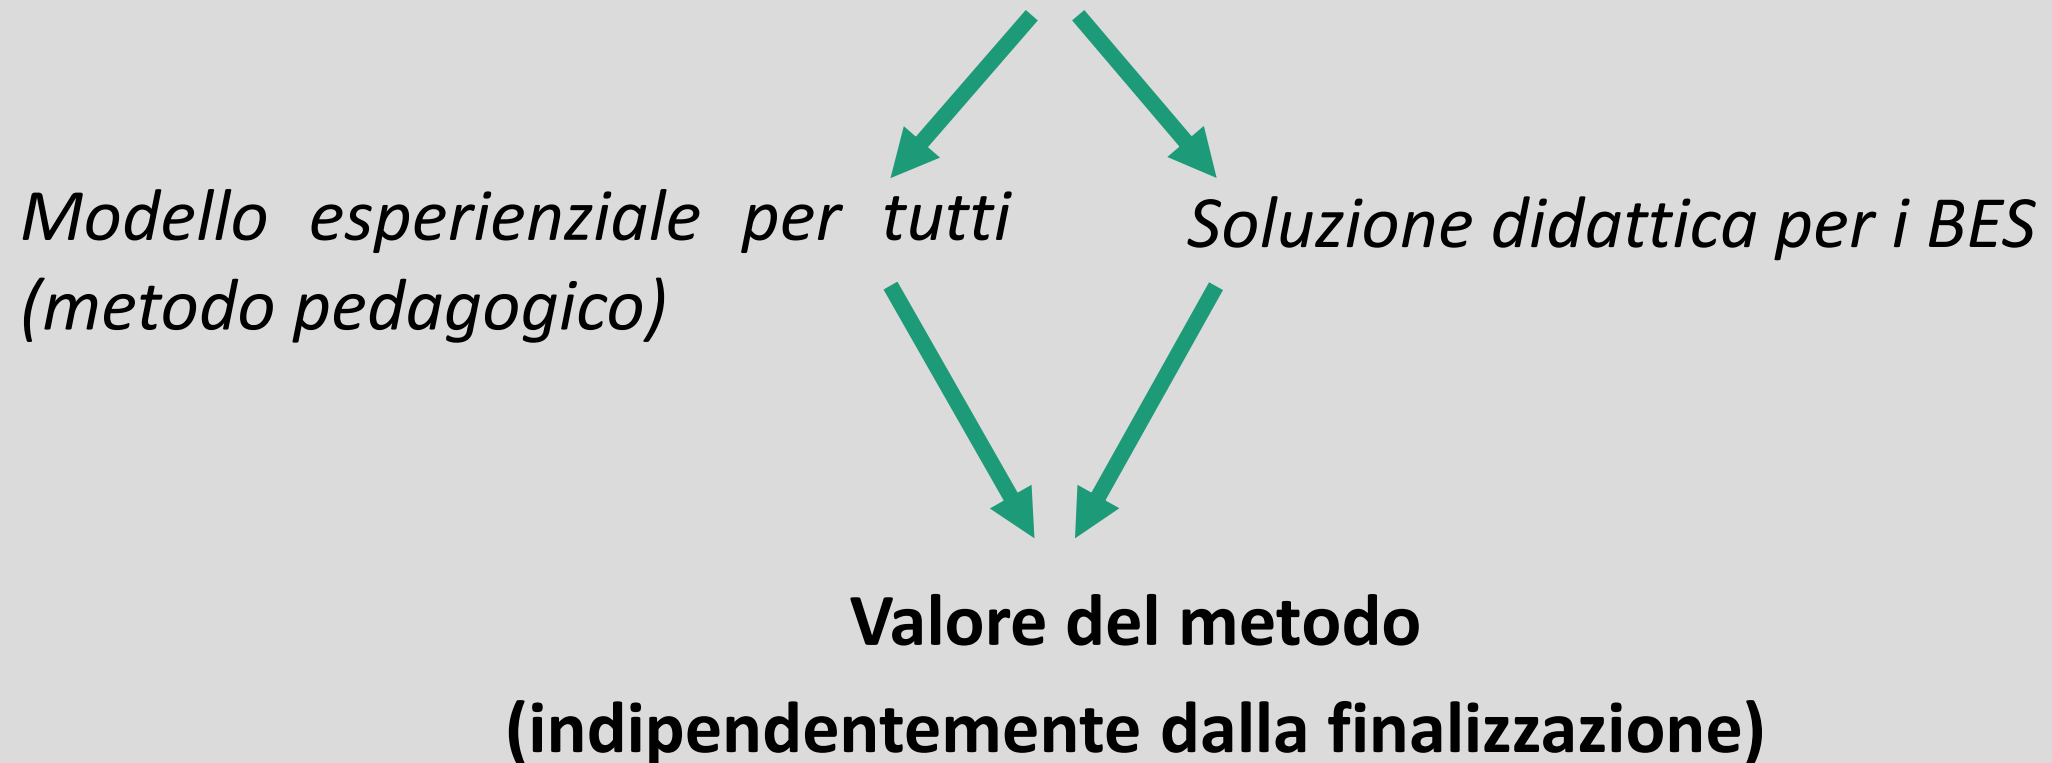 Modello esperienziale per tutti
(metodo pedagogico)
Soluzione didattica per i BES
Valore del metodo
(indipendentemente dalla finalizzazione)